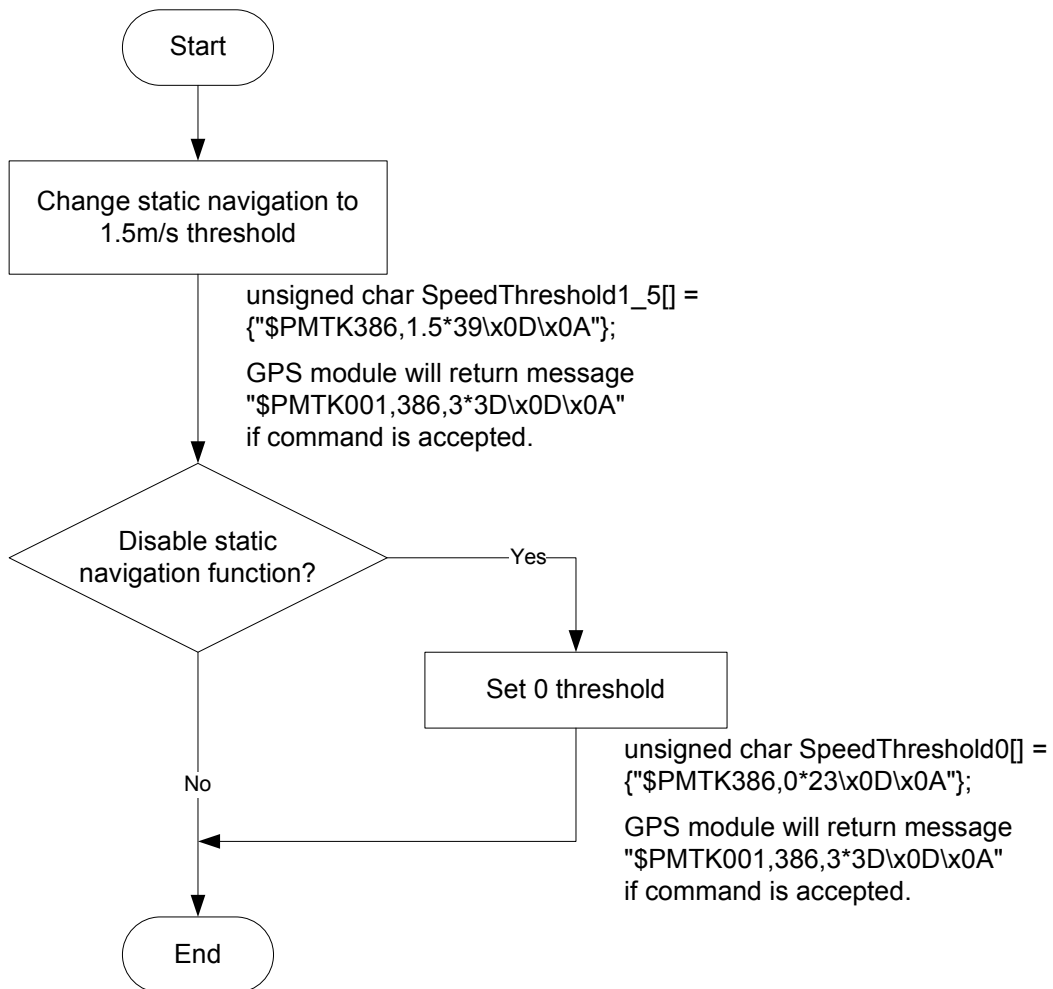 Start
Change static navigation to
1.5m/s threshold
unsigned char SpeedThreshold1_5[] =
{"$PMTK386,1.5*39\x0D\x0A"};
GPS module will return message
"$PMTK001,386,3*3D\x0D\x0A"
if command is accepted.
Disable static
navigation function?
Yes
Set 0 threshold
unsigned char SpeedThreshold0[] =
{"$PMTK386,0*23\x0D\x0A"};
No
GPS module will return message
"$PMTK001,386,3*3D\x0D\x0A"
if command is accepted.
End